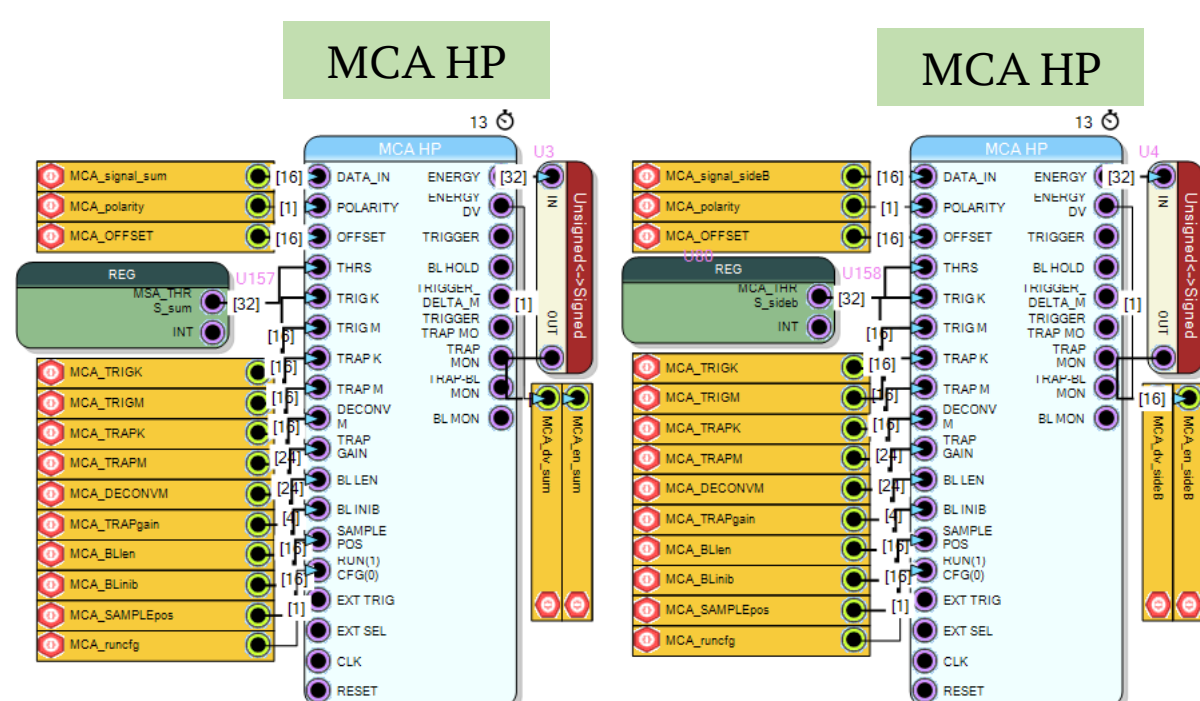 MCA HP
MCA HP
13
13
MCA HP
U3
MCA HP
U4
MCA_signal_sum
[16]
DATA_IN
ENERGY
[32]
IN
MCA_polarity
[1]
POLARITY
ENERGY
DV
MCA_OFFSET
[16]
OFFSET
TRIGGER
REG
U157
THRS
BL HOLD
MSA_THR
S_sum
[32]
TRIG K
TRIGGER_
DELTA_M
[1]
INT
[16]
TRIG M
TRIGGER
TRAP MO
OUT
Unsigned<->Signed
MCA_TRIGK
[16]
TRAP K
TRAP
MON
MCA_TRIGM
[16]
TRAP M
TRAP-BL
MON
MCA_TRAPK
[16]
DECONV
M
BL MON
MCA_TRAPM
[24]
TRAP
GAIN
MCA_DECONVM
[24]
BL LEN
MCA_TRAPgain
[4]
BL INIB
MCA_BLlen
[16]
SAMPLE
POS
MCA_BLinib
[16]
RUN(1)
CFG(0)
MCA_SAMPLEpos
[1]
EXT TRIG
MCA_runcfg
EXT SEL
CLK
RESET
MCA_dv_sum
MCA_en_sum
MCA_signal_sideB
[16]
DATA_IN
ENERGY
[32]
IN
MCA_polarity
[1]
POLARITY
ENERGY
DV
MCA_OFFSET
[16]
OFFSET
TRIGGER
U80
REG
U158
THRS
BL HOLD
MCA_THR
S_sideb
[32]
TRIG K
TRIGGER_
DELTA_M
[1]
INT
[16]
TRIG M
TRIGGER
TRAP MO
OUT
Unsigned<->Signed
MCA_TRIGK
[16]
TRAP K
TRAP
MON
MCA_TRIGM
[16]
TRAP M
TRAP-BL
MON
[16]
MCA_TRAPK
[16]
DECONV
M
BL MON
MCA_TRAPM
[24]
TRAP
GAIN
MCA_DECONVM
[24]
BL LEN
MCA_TRAPgain
[4]
BL INIB
MCA_BLlen
[16]
SAMPLE
POS
MCA_BLinib
[16]
RUN(1)
CFG(0)
MCA_SAMPLEpos
[1]
EXT TRIG
MCA_runcfg
EXT SEL
CLK
RESET
MCA_dv_sideB
MCA_en_sideB